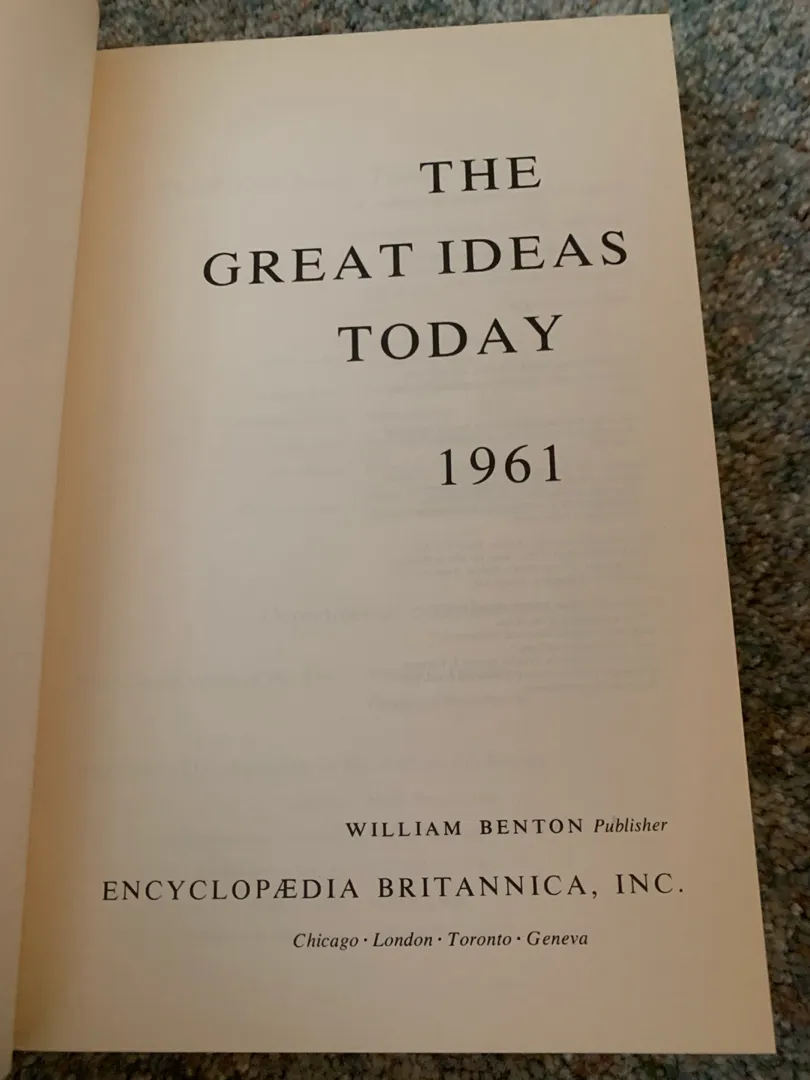 THE
GREAT IDEAS
TODAY
1961
WILLIAM BENTON Publisher
ENCYCLOPÆDIA BRITANNICA, INC.
Chicago · London · Toronto · Geneva